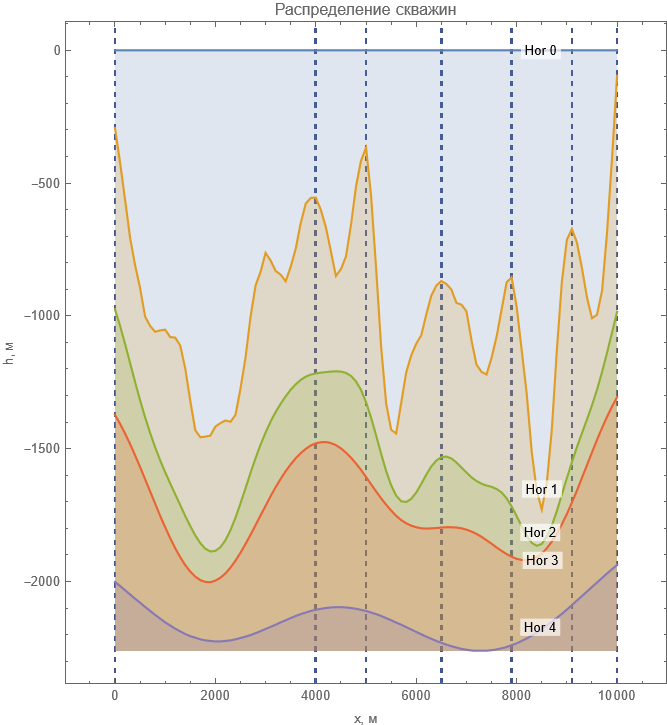 Распределение скважин
0
Hor 0
−500
−1000
h, м
−1500
Hor 1
Hor 2
Hor 3
−2000
Hor 4
0 2000 4000 6000 8000 10000
x, м